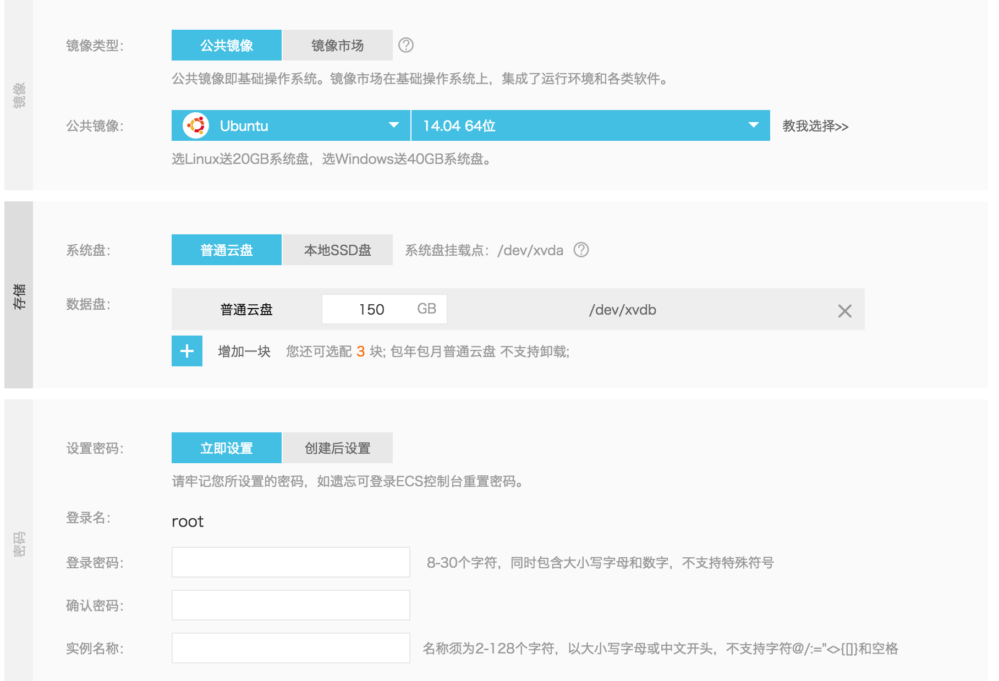 镜像
镜像类型: 公共镜像 镜像市场 ?
公共镜像即基础操作系统。镜像市场在基础操作系统上，集成了运行环境和各类软件。
公共镜像: Ubuntu 14.04 64位 教我选择>>
选Linux送20GB系统盘，选Windows送40GB系统盘。
存储
系统盘: 普通云盘 本地SSD盘 系统盘挂载点：/dev/xvda ?
数据盘: 普通云盘 150 GB /dev/xvdb
增加一块 您还可选配 3 块; 包年包月普通云盘 不支持卸载;
密码
设置密码: 立即设置 创建后设置
请牢记您所设置的密码，如遗忘可登录ECS控制台重置密码。
登录名: root
登录密码: 8-30个字符，同时包含大小写字母和数字，不支持特殊符号
确认密码:
实例名称: 名称须为2-128个字符，以大小写字母或中文开头，不支持字符@/:="<>{[]}和空格